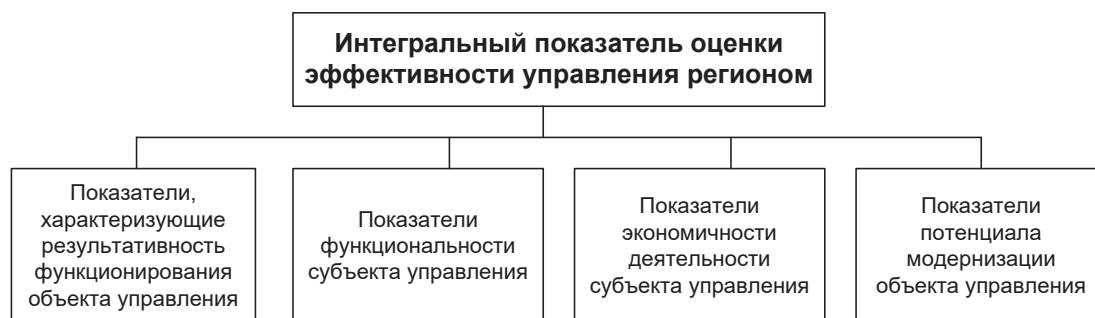 Интегральный показатель оценки
эффективности управления регионом
Показатели,
характеризующие
результативность
функционирования
объекта управления
Показатели
функциональности
субъекта управления
Показатели
экономичности
деятельности
субъекта управления
Показатели
потенциала
модернизации
объекта управления